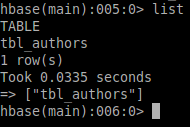 hbase(main):005:0> list
TABLE
tbl_authors
1 row(s)
Took 0.0335 seconds
=> ["tbl_authors"]
hbase(main):006:0>